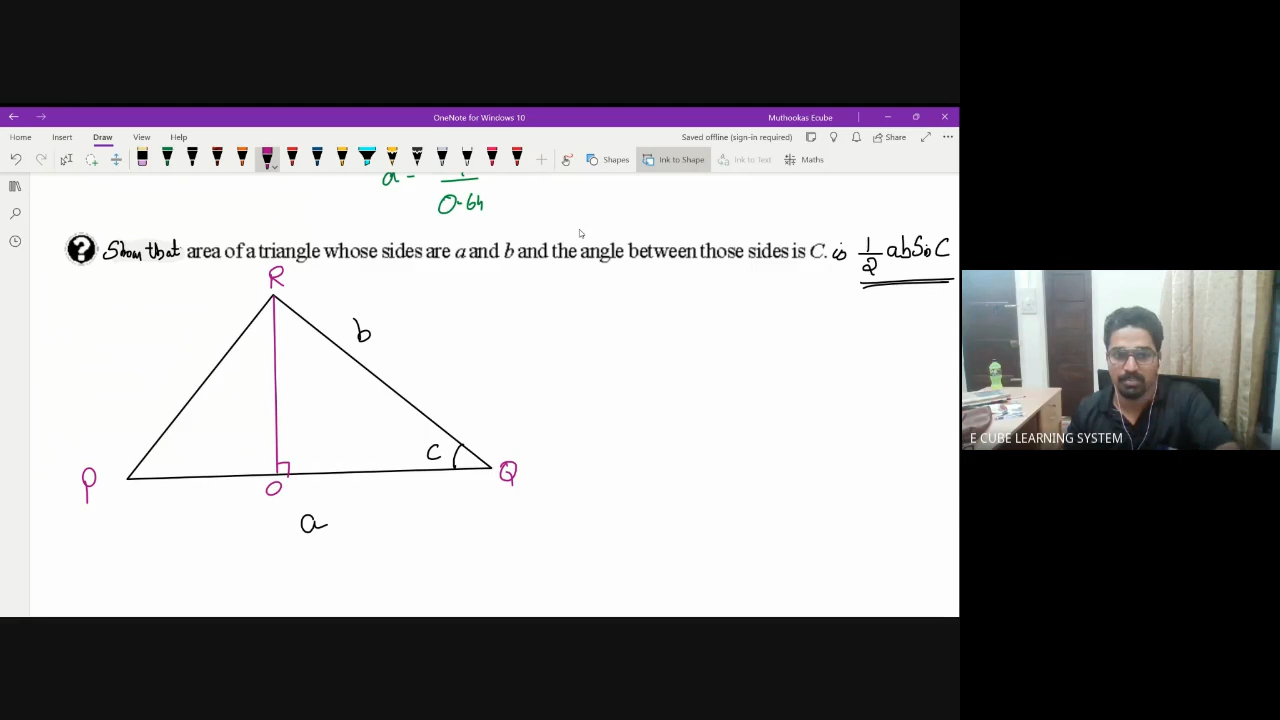 OneNote for Windows 10
Muthookas Ecube
Home Insert Draw View Help
Saved offline (sign-in required)
Share
Shapes
Ink to Shape
Ink to Text
Maths
0.64
Show that area of a triangle whose sides are a and b and the angle between those sides is C. is 1/2 ab Sin C
R
b
C
P
O
Q
a
E CUBE LEARNING SYSTEM